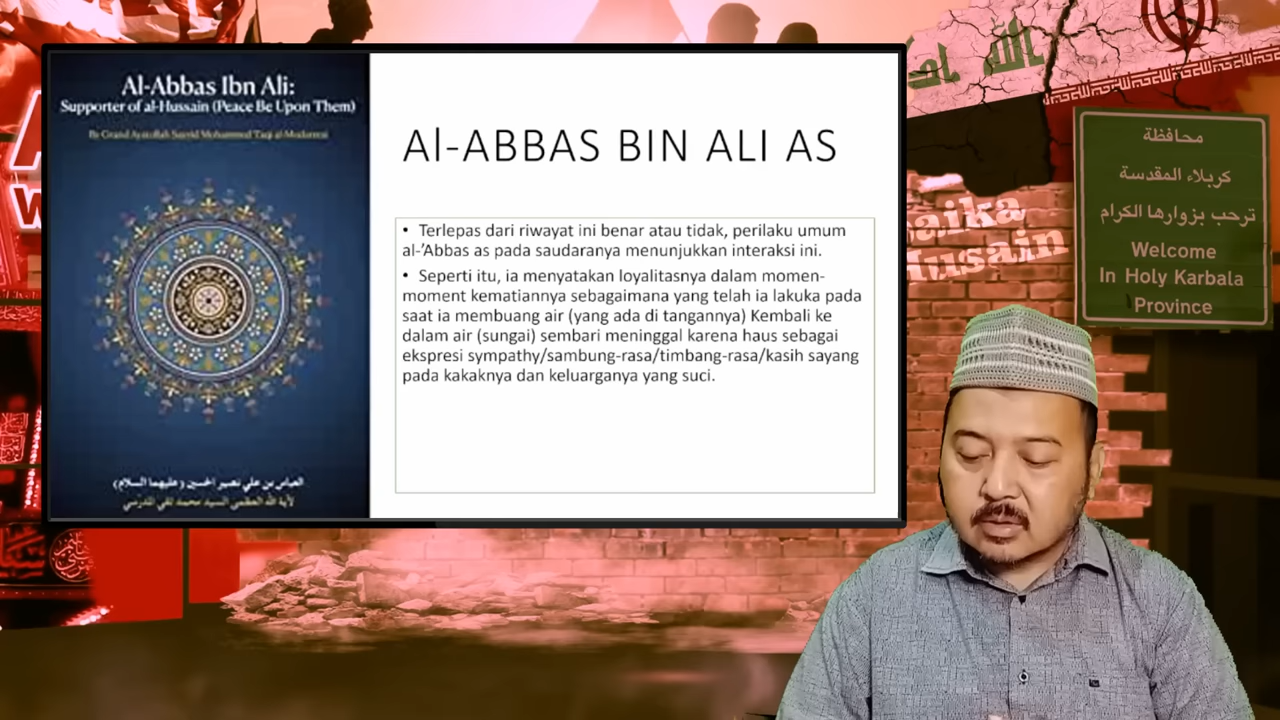 Al-Abbas Ibn Ali:
Supporter of al-Hussain (Peace Be Upon Them)
By Grand Ayatollah Sayyid Mohammed Taqi al-Modarresi
العباس بن علي نصير الحسين (عليهما السلام)
لآية الله العظمى السيد محمد تقي المدرسي
Al-ABBAS BIN ALI AS
• Terlepas dari riwayat ini benar atau tidak, perilaku umum
al-‘Abbas as pada saudaranya menunjukkan interaksi ini.
• Seperti itu, ia menyatakan loyalitasnya dalam momen-
moment kematiannya sebagaimana yang telah ia lakuka pada
saat ia membuang air (yang ada di tangannya) Kembali ke
dalam air (sungai) sembari meninggal karena haus sebagai
ekspresi sympathy/sambung-rasa/timbang-rasa/kasih sayang
pada kakaknya dan keluarganya yang suci.
محافظة
كربلاء المقدسة
ترحب بزوارها الكرام
Welcome
In Holy Karbala
Province
aika
usain
الله